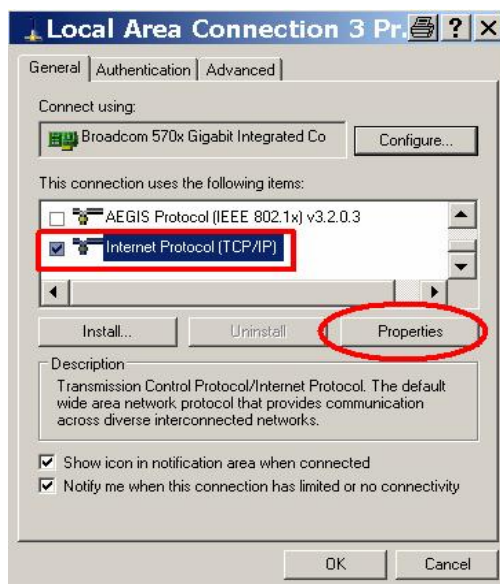 Local Area Connection 3 Pr.
General Authentication Advanced
Connect using:
Broadcom 570x Gigabit Integrated Co Configure...
This connection uses the following items:
AEGIS Protocol (IEEE 802.1x) v3.2.0.3
Internet Protocol (TCP/IP)
Install... Uninstall Properties
Description
Transmission Control Protocol/Internet Protocol. The default
wide area network protocol that provides communication
across diverse interconnected networks.
Show icon in notification area when connected
Notify me when this connection has limited or no connectivity
OK Cancel